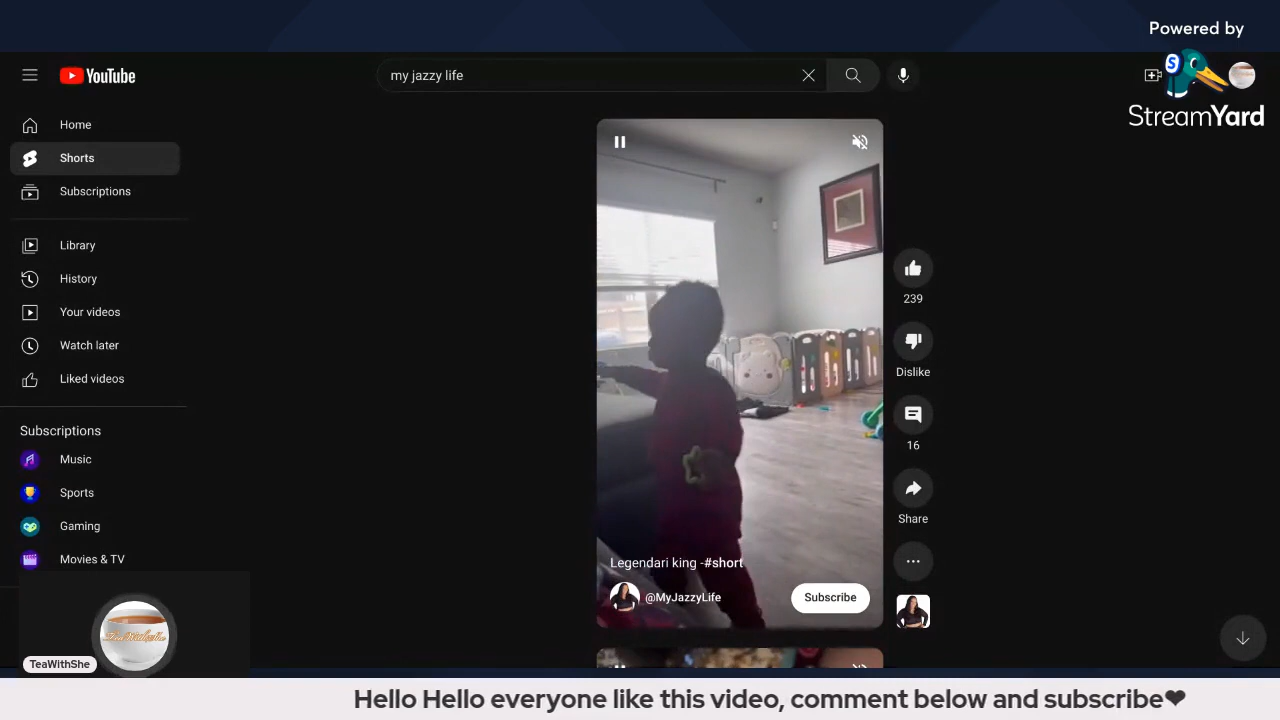 Powered by
StreamYard
YouTube
my jazzy life
Home
Shorts
Subscriptions
Library
History
Your videos
Watch later
Liked videos
Subscriptions
Music
Sports
Gaming
Movies & TV
239
Dislike
16
Share
Legendari king -#short
@MyJazzyLife
Subscribe
TeaWithShe
TeaWithShe
Hello Hello everyone like this video, comment below and subscribe❤